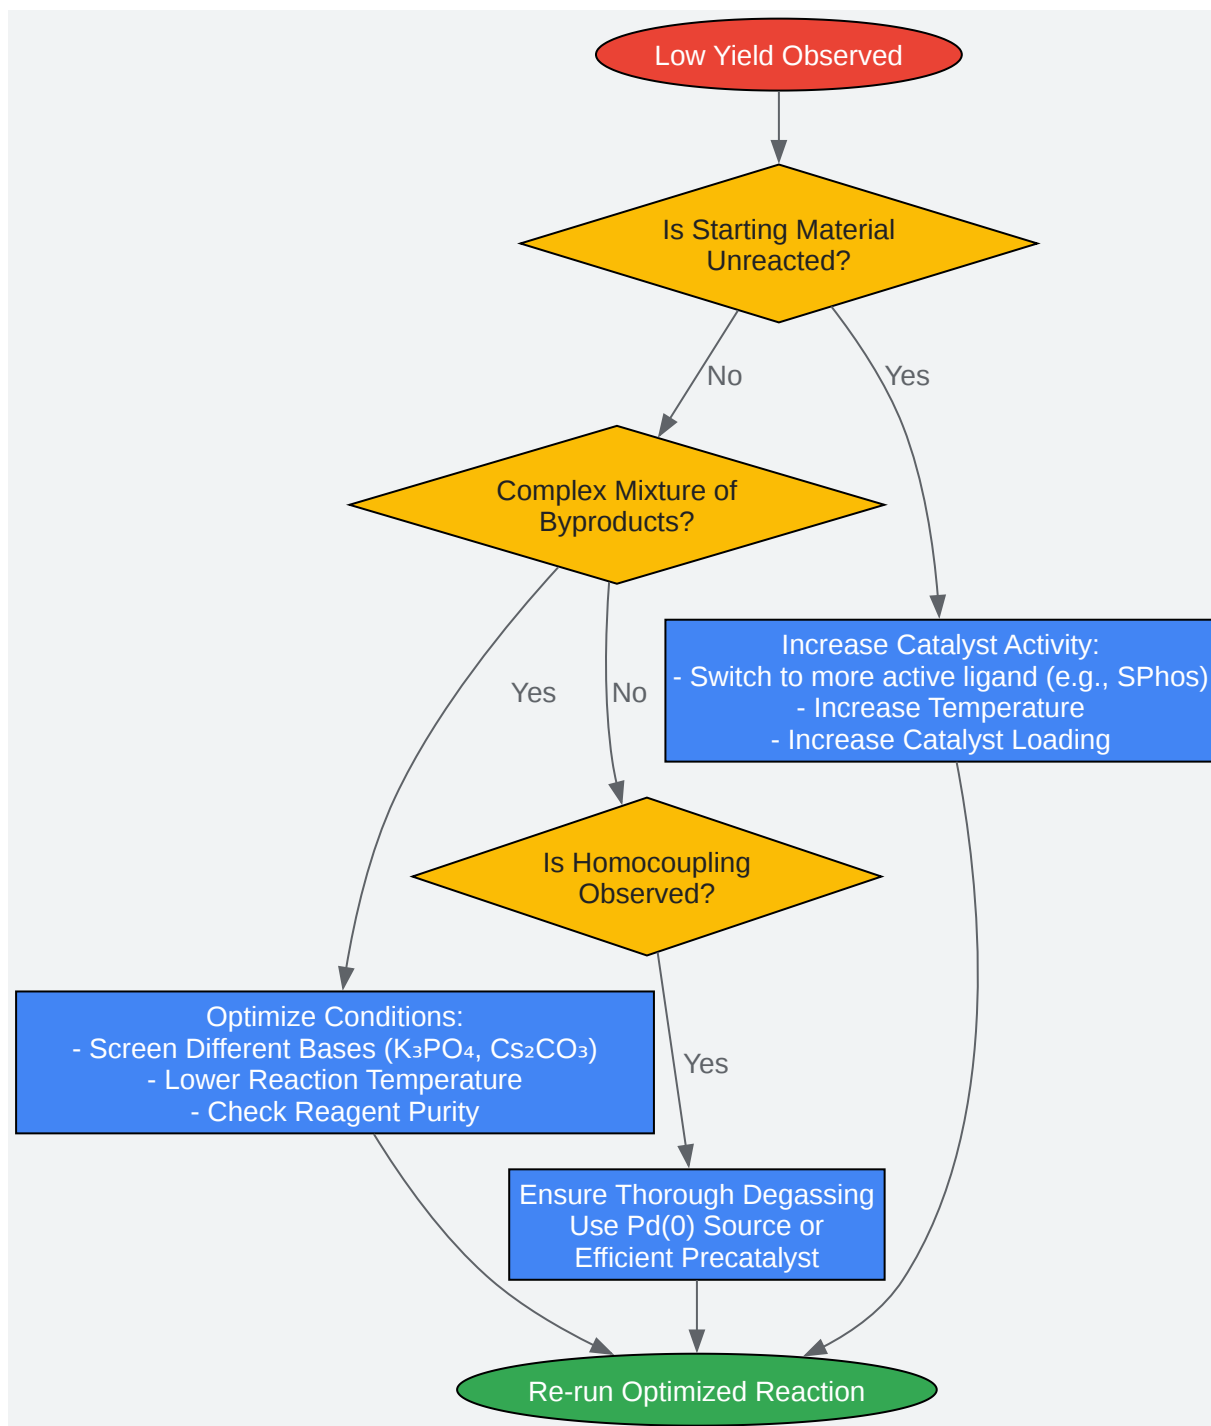 Low Yield Observed
Is Starting Material
Unreacted?
No
Yes
Complex Mixture of
Byproducts?
Increase Catalyst Activity:
- Switch to more active ligand (e.g., SPhos)
- Increase Temperature
- Increase Catalyst Loading
Yes
No
Is Homocoupling
Observed?
Optimize Conditions:
- Screen Different Bases (K₃PO₄, Cs₂CO₃)
- Lower Reaction Temperature
- Check Reagent Purity
Yes
Ensure Thorough Degassing
Use Pd(0) Source or
Efficient Precatalyst
Re-run Optimized Reaction